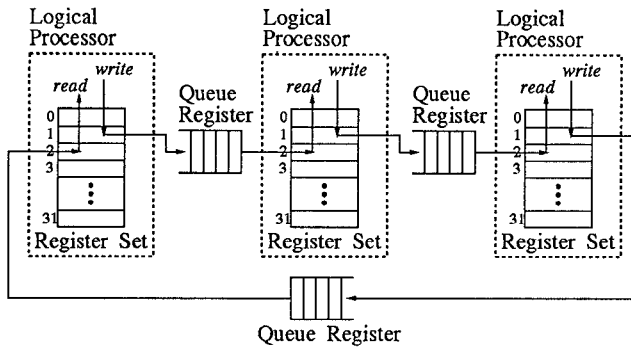 Logical
Processor
Logical
Processor
Logical
Processor
read
write
read
write
read
write
Queue
Register
Queue
Register
0
1
2
3
31
0
1
2
3
31
0
1
2
3
31
Register Set
Register Set
Register Set
Queue Register